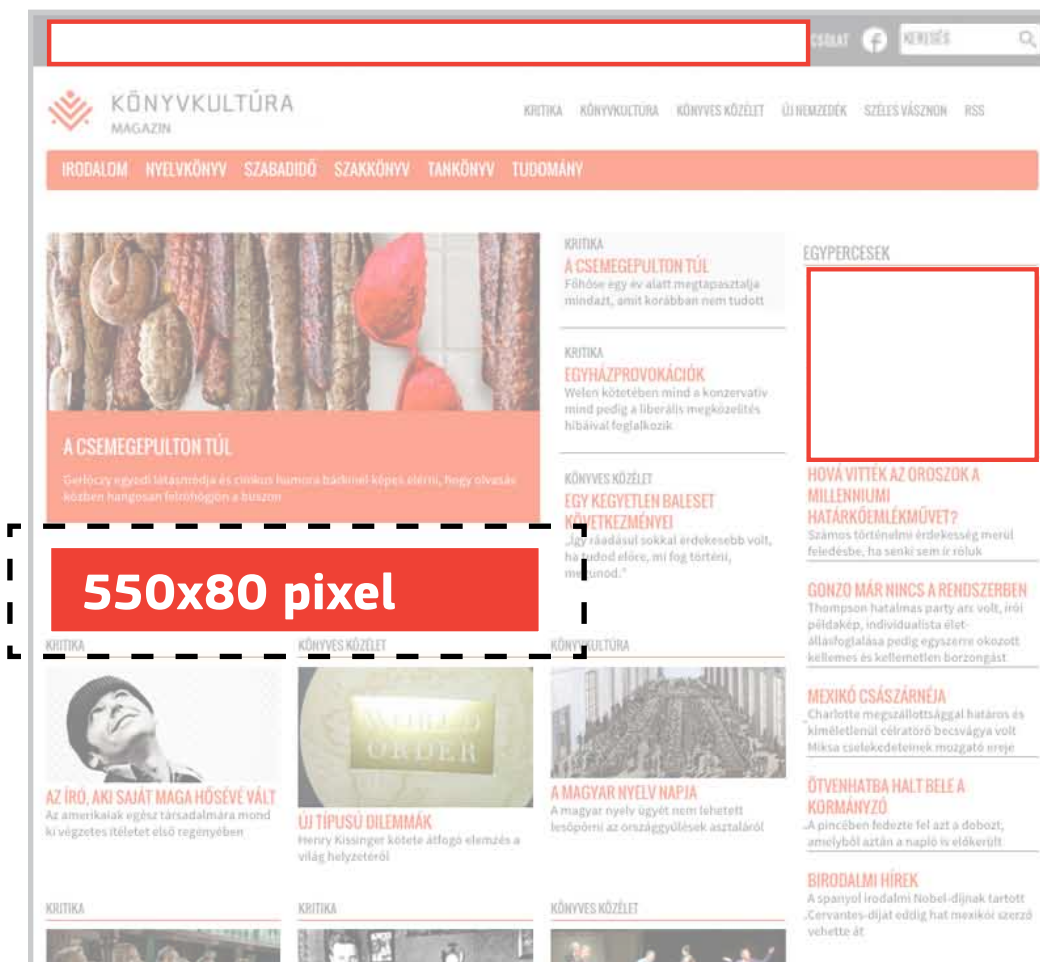 CSOLAT
KERESÉS
KÖNYVKULTÚRA
MAGAZIN
KRITIKA KÖNYVKULTÚRA KÖNYVES KÖZÉLET ÚJ NEMZEDÉK SZÉLES VÁSZNON RSS
IRODALOM NYELVKÖNYV SZABADIDŐ SZAKKÖNYV TANKÖNYV TUDOMÁNY
A CSEMEGEPULTON TÚL
Gerlóczy egyedi látásmódja és cinikus humora bárkinél képes elérni, hogy olvasás
közben hangosan felröhögjön a buszon
KRITIKA
A CSEMEGEPULTON TÚL
Főhőse egy év alatt megtapasztalja
mindazt, amit korábban nem tudott
KRITIKA
EGYHÁZPROVOKÁCIÓK
Welen kötetében mind a konzervatív
mind pedig a liberális megközelítés
hibáival foglalkozik
KÖNYVES KÖZÉLET
EGY KEGYETLEN BALESET
KÖVETKEZMÉNYEI
„Így ráadásul sokkal érdekesebb volt,
ha tudod előre, mi fog történni,
megunod."
550x80 pixel
EGYPERCESEK
HOVÁ VITTÉK AZ OROSZOK A
MILLENNIUMI
HATÁRKŐEMLÉKMŰVET?
Számos történelmi érdekesség merül
feledésbe, ha senki sem ír róluk
GONZO MÁR NINCS A RENDSZERBEN
Thompson hatalmas party arc volt, írói
példakép, individualista élet-
állásfoglalása pedig egyszerre okozott
kellemes és kellemetlen borzongást
MEXIKÓ CSÁSZÁRNÉJA
Charlotte megszállottsággal határos és
kíméletlenül célratörő becsvágya volt
Miksa cselekedeteinek mozgató ereje
ÖTVENHATBA HALT BELE A
KORMÁNYZÓ
A pincében fedezte fel azt a dobozt,
amelyből aztán a napló is előkerült
BIRODALMI HÍREK
A spanyol irodalmi Nobel-díjnak tartott
Cervantes-díjat eddig hat mexikói szerző
vehette át
KRITIKA
AZ ÍRÓ, AKI SAJÁT MAGA HŐSÉVÉ VÁLT
Az amerikaiak egész társadalmára mond
ki végzetes ítéletet első regényében
KÖNYVES KÖZÉLET
WORLD
ORDER
ÚJ TÍPUSÚ DILEMMÁK
Henry Kissinger kötete átfogó elemzés a
világ helyzetéről
KÖNYVKULTÚRA
A MAGYAR NYELV NAPJA
A magyar nyelv ügyét nem lehetett
lesöpörni az országgyűlések asztaláról
KRITIKA
KRITIKA
KÖNYVES KÖZÉLET